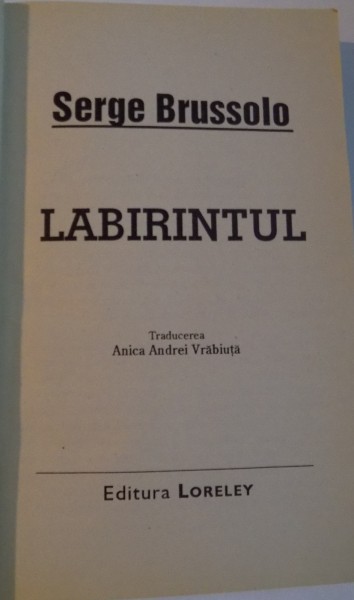 Serge Brussolo
LABIRINTUL
Traducerea
Anica Andrei Vrăbiuță
Editura LORELEY